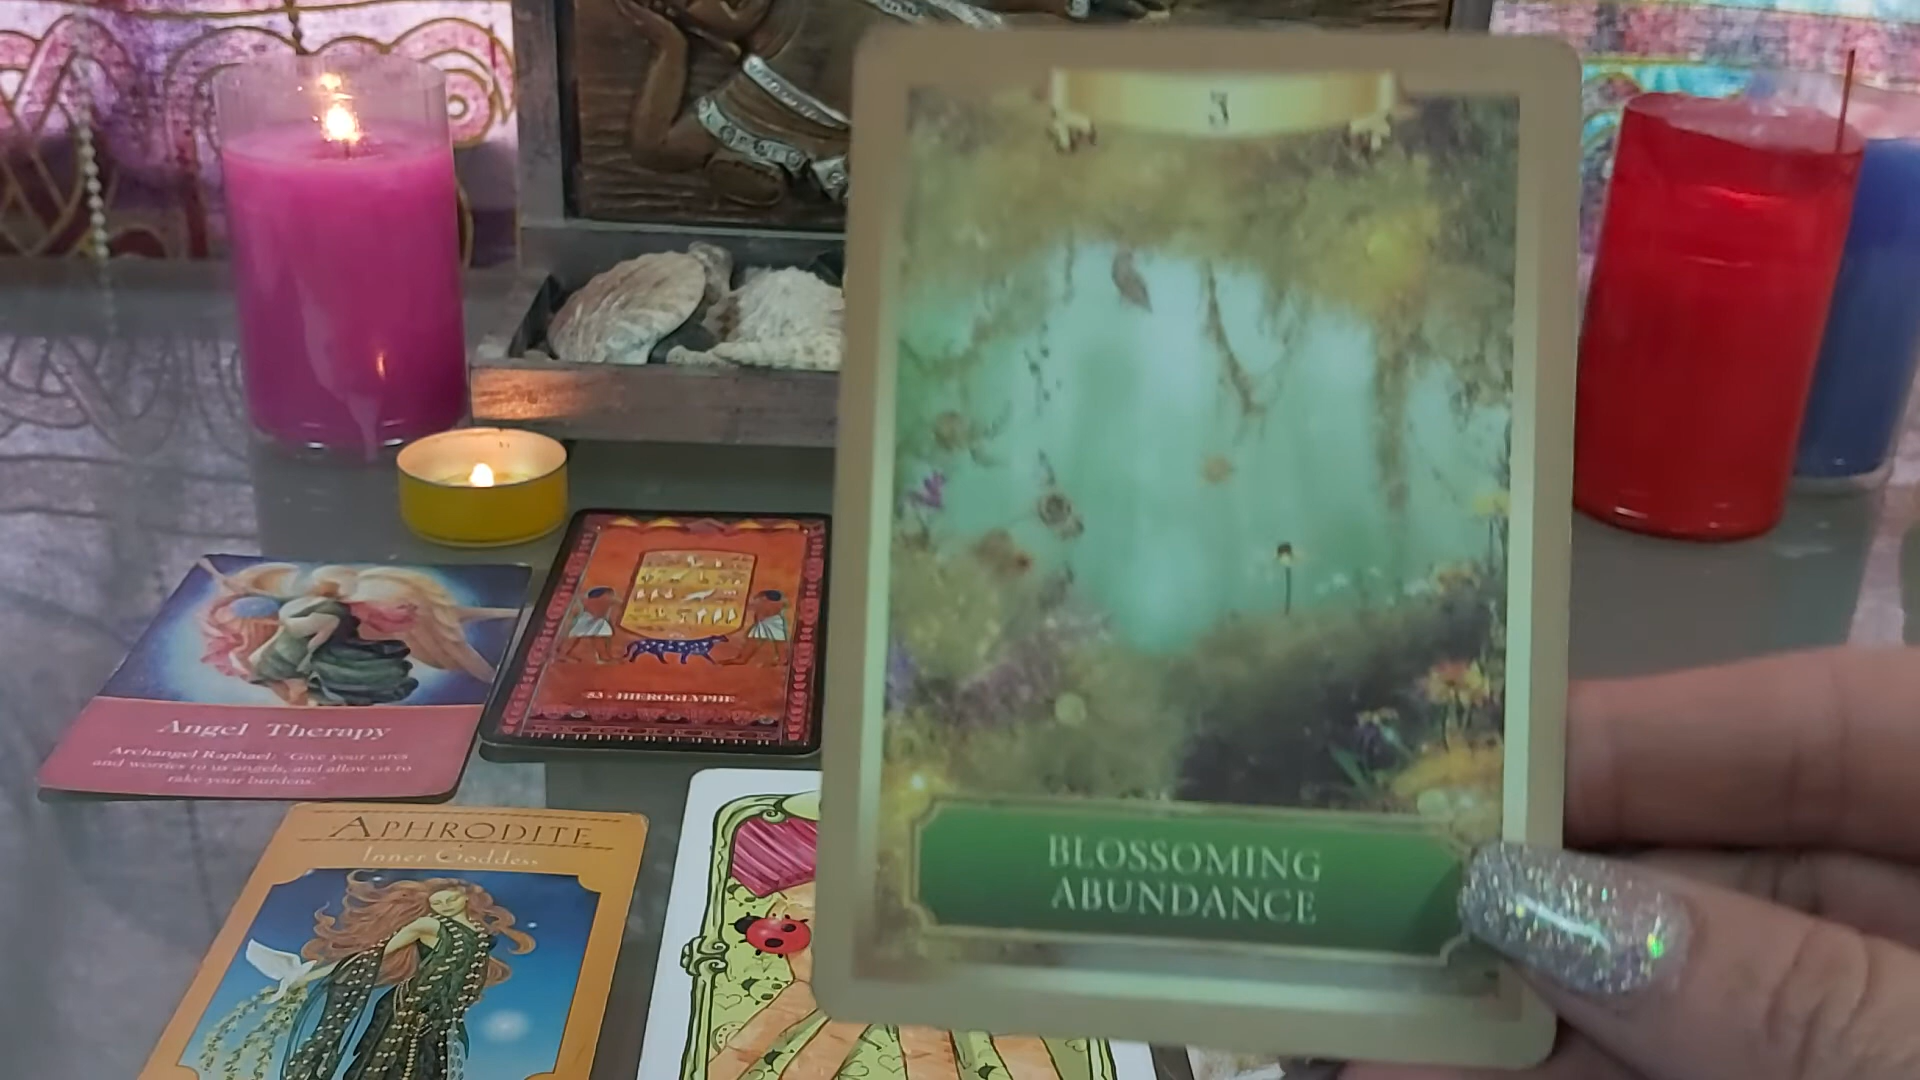 3
BLOSSOMING
ABUNDANCE
83 - HIEROGLYPHE
Angel Therapy
Archangel Raphael: "Give your cares
and worries to us angels, and allow us to
take your burdens."
APHRODITE
Inner Goddess